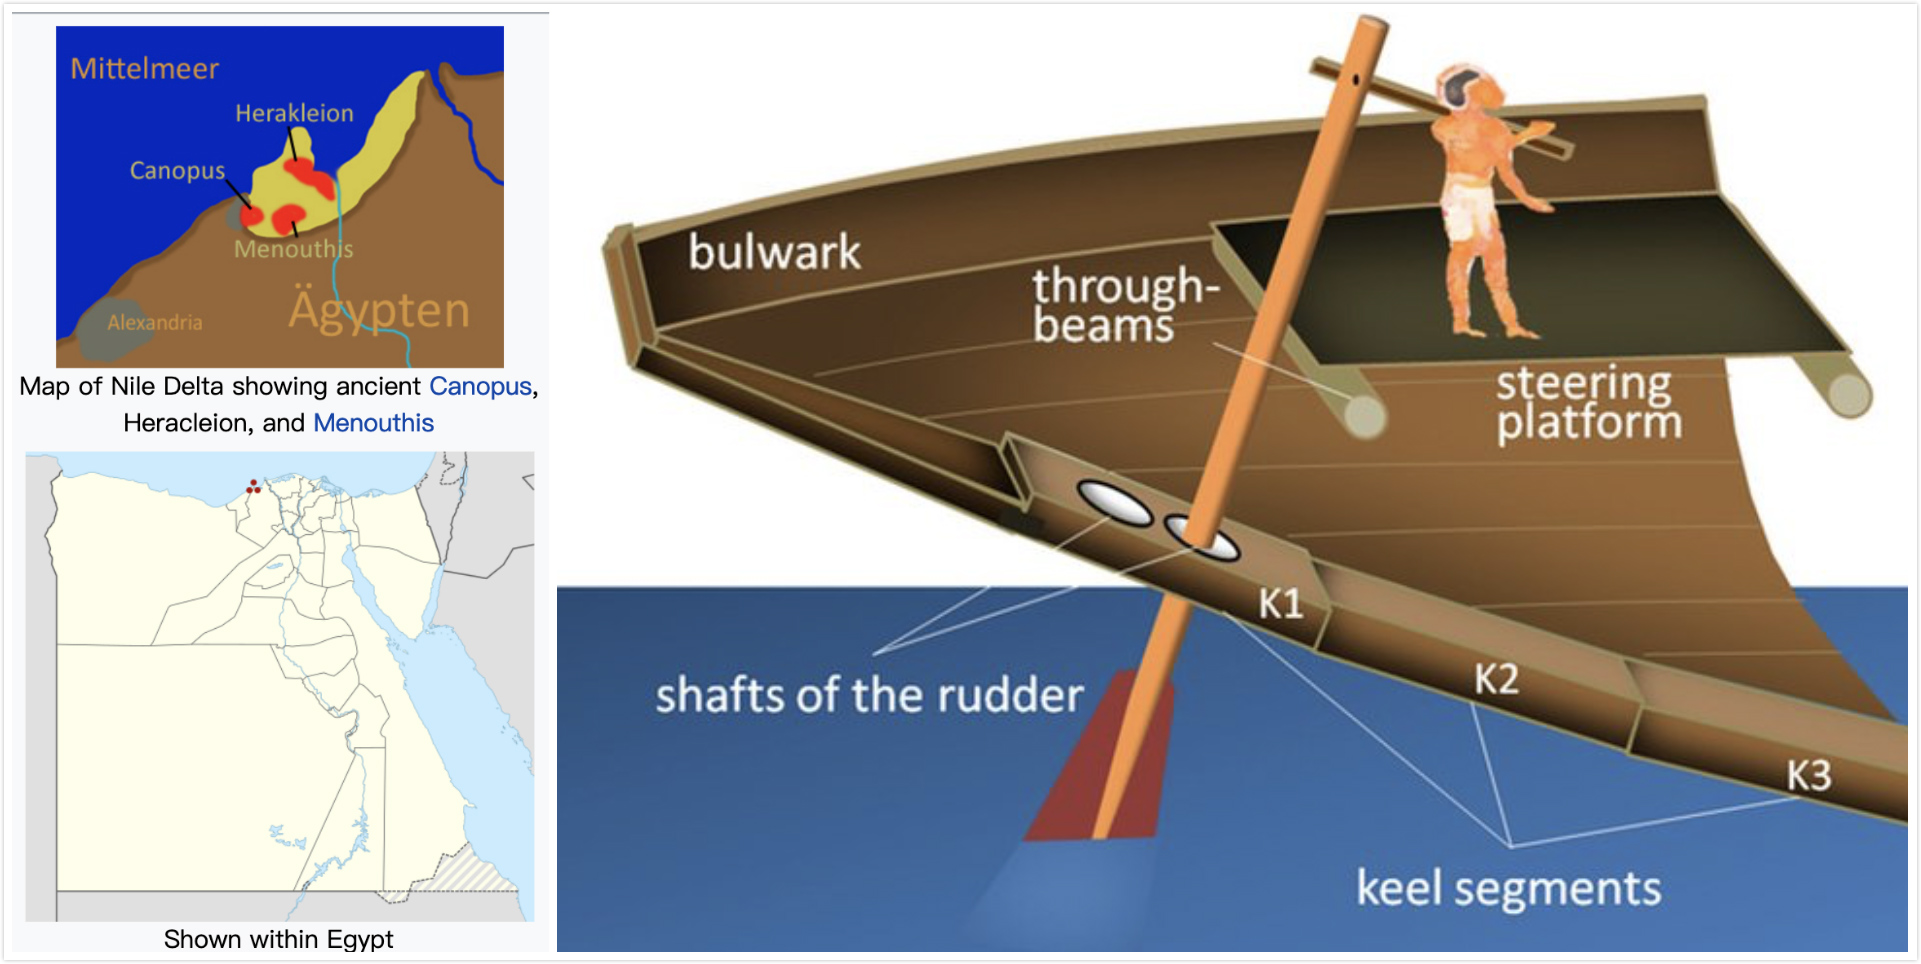 Mittelmeer
Herakleion
Canopus
Menouthis
Ägypten
Alexandria
Map of Nile Delta showing ancient Canopus,
Heracleion, and Menouthis
Shown within Egypt
bulwark
through-
beams
steering
platform
K1
K2
K3
shafts of the rudder
keel segments